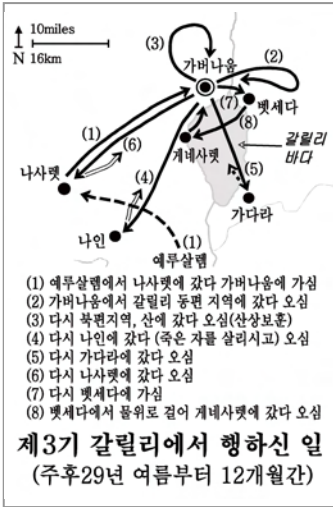 10miles
N 16km
(3)
가버나움
(2)
(7)
벳세다
(1)
(6)
(8)
게네사렛
갈릴리
바다
나사렛
(4)
(5)
가다라
나인
(1)
예루살렘
(1) 예루살렘에서 나사렛에 갔다 가버나움에 가심
(2) 가버나움에서 갈릴리 동편 지역에 갔다 오심
(3) 다시 북편지역, 산에 갔다 오심(산상보훈)
(4) 다시 나인에 갔다 (죽은 자를 살리시고) 오심
(5) 다시 가다라에 갔다 오심
(6) 다시 나사렛에 갔다 오심
(7) 다시 벳세다에 가심
(8) 벳세다에서 물위로 걸어 게네사렛에 갔다 오심
제3기 갈릴리에서 행하신 일
(주후29년 여름부터 12개월간)